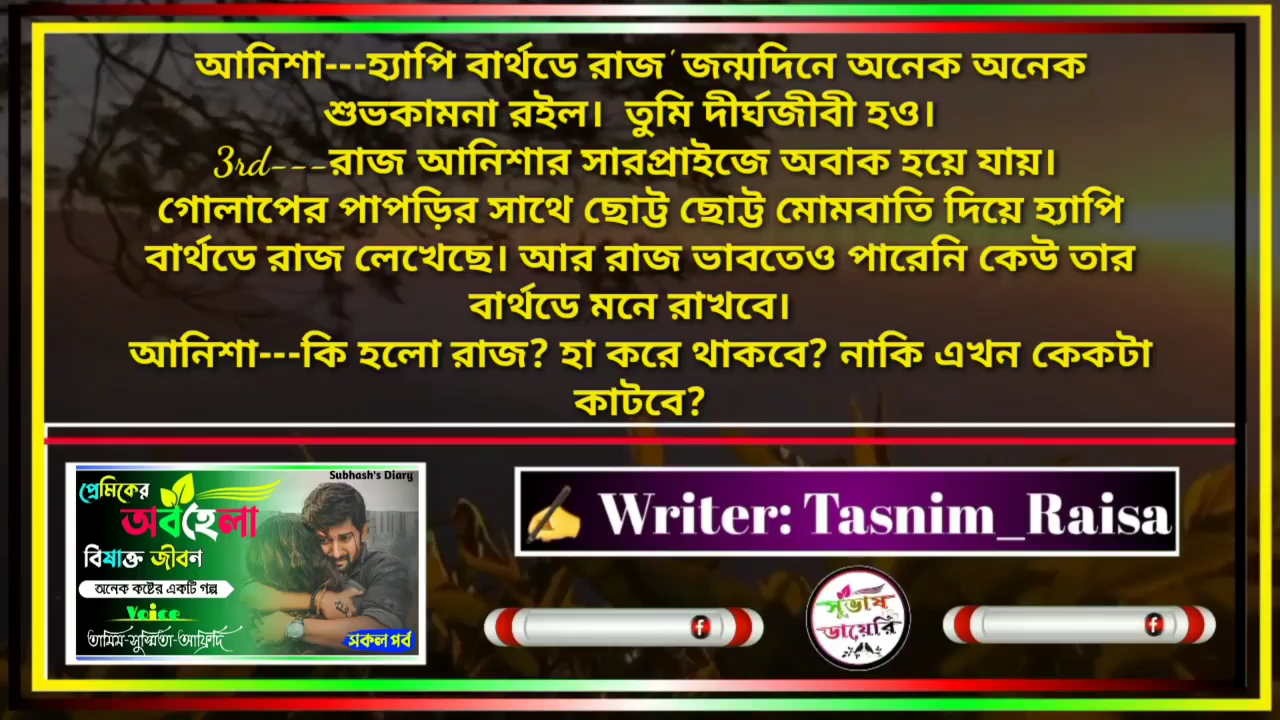 আনিশা---হ্যাপি বার্থডে রাজ ́ জন্মদিনে অনেক অনেক
শুভকামনা রইল।  তুমি দীর্ঘজীবী হও।
3rd---রাজ আনিশার সারপ্রাইজে অবাক হয়ে যায়।
গোলাপের পাপড়ির সাথে ছোট্ট ছোট্ট মোমবাতি দিয়ে হ্যাপি
বার্থডে রাজ লেখেছে। আর রাজ ভাবতেও পারেনি কেউ তার
বার্থডে মনে রাখবে।
আনিশা---কি হলো রাজ? হা করে থাকবে? নাকি এখন কেকটা
কাটবে?
Subhash's Diary
প্রেমিকের
অবহেলা
বিষাক্ত জীবন
অনেক কষ্টের একটি গল্প
Voice
তামিম-সুস্মিতা-আফ্রিদি
সকল পর্ব
✍ Writer: Tasnim_Raisa
সুভাষ
ডায়েরি